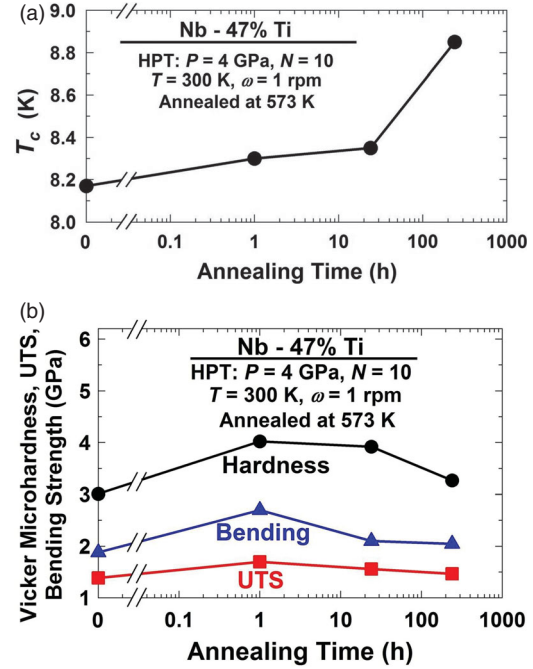 (a)
9.0
8.8
8.6
8.4
8.2
8.0
T_c (K)
Nb - 47% Ti
HPT: P = 4 GPa, N = 10
T = 300 K, ω = 1 rpm
Annealed at 573 K
0 0.1 1 10 100 1000
Annealing Time (h)
(b)
6
5
4
3
2
1
Vicker Microhardness, UTS,
Bending Strength (GPa)
Nb - 47% Ti
HPT: P = 4 GPa, N = 10
T = 300 K, ω = 1 rpm
Annealed at 573 K
Hardness
Bending
UTS
0 0.1 1 10 100 1000
Annealing Time (h)